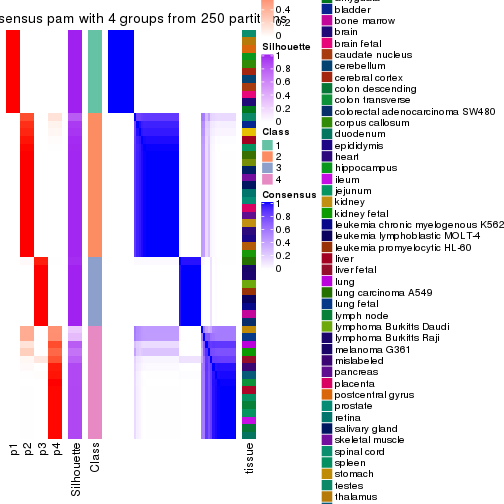 sensus pam with 4 groups from 250 partitions
0.4
0.2
0
Silhouette
1
0.8
0.6
0.4
0.2
0
Class
1
2
3
4
Consensus
1
0.8
0.6
0.4
0.2
0
bladder
bone marrow
brain
brain fetal
caudate nucleus
cerebellum
cerebral cortex
colon descending
colon transverse
colorectal adenocarcinoma SW480
corpus callosum
duodenum
epididymis
heart
hippocampus
ileum
jejunum
kidney
kidney fetal
leukemia chronic myelogenous K562
leukemia lymphoblastic MOLT-4
leukemia promyelocytic HL-60
liver
liver fetal
lung
lung carcinoma A549
lung fetal
lymph node
lymphoma Burkitts Daudi
lymphoma Burkitts Raji
melanoma G361
mislabeled
pancreas
placenta
postcentral gyrus
prostate
retina
salivary gland
skeletal muscle
spinal cord
spleen
stomach
testes
thalamus
p1
p2
p3
p4
Silhouette
Class
tissue